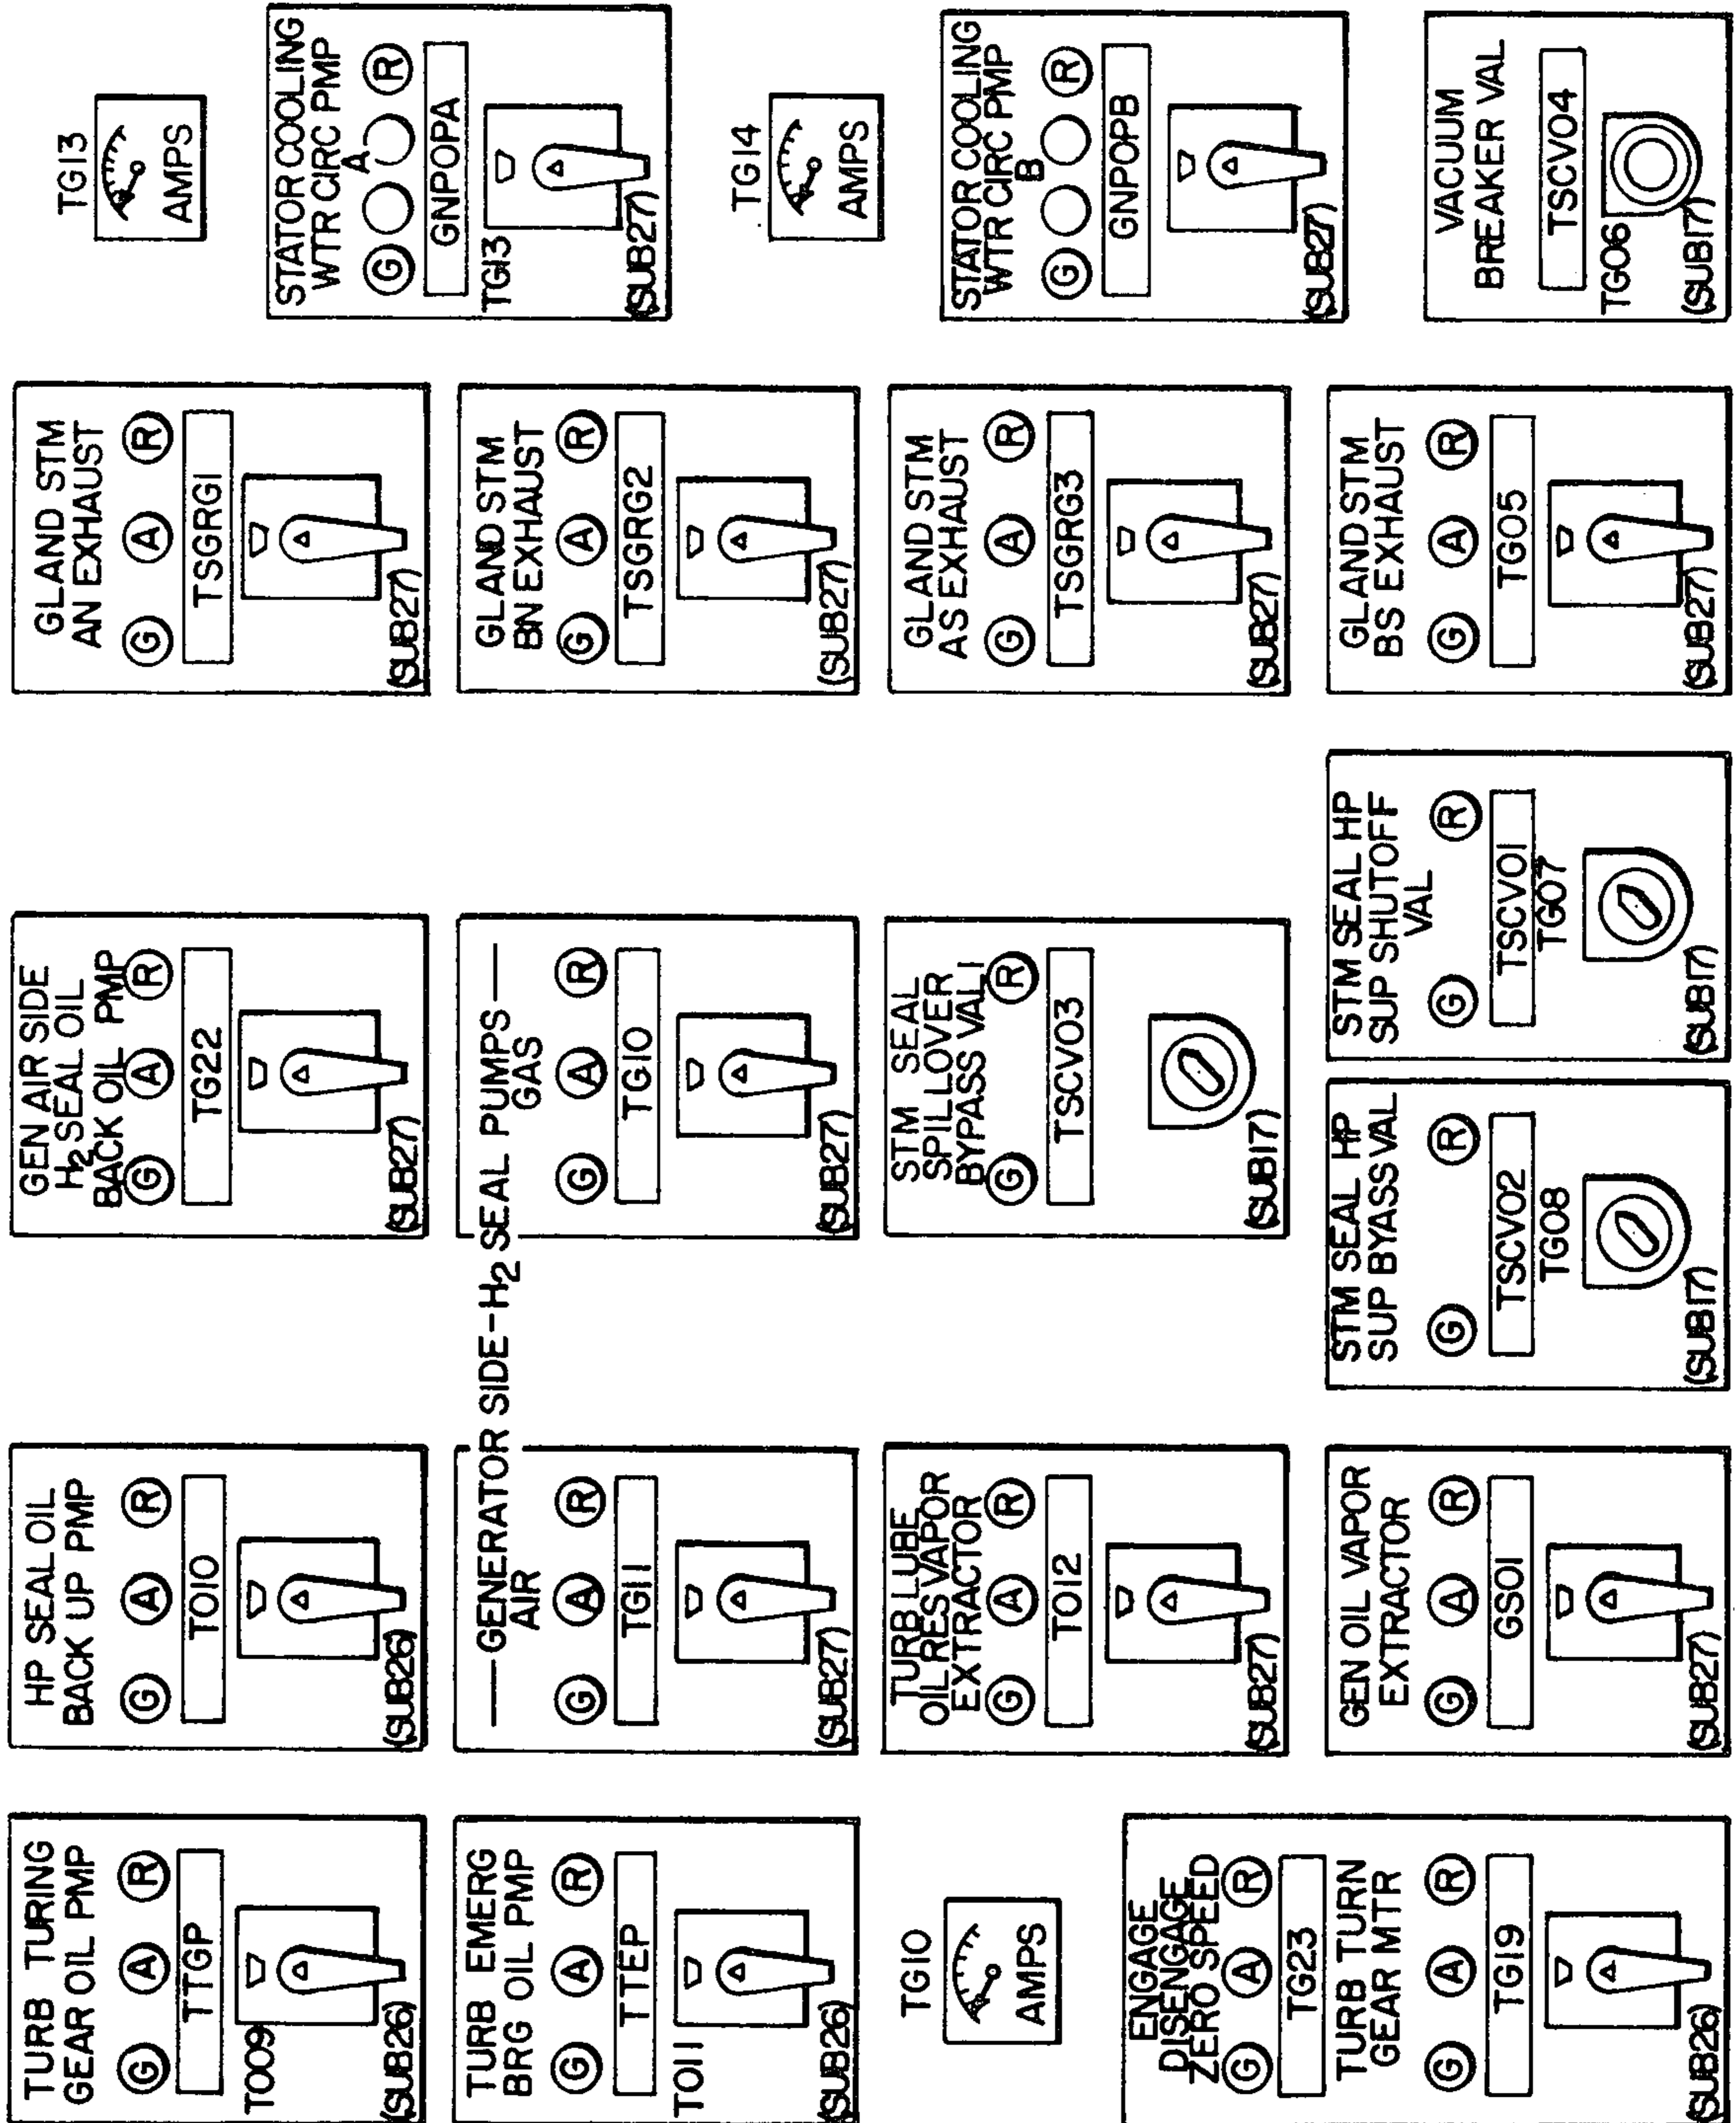 TURB TURING
GEAR OIL PMP
G A R
TTGP
TO09
(SUB26)
HP SEAL OIL
BACK UP PMP
G A R
TO10
(SUB26)
GEN AIR SIDE
H2 SEAL OIL
BACK OIL PMP
G A R
TG22
(SUB27)
GLAND STM
AN EXHAUST
G A R
TSGRG1
(SUB27)
TG13
AMPS
STATOR COOLING
WTR CIRC PMP
A
G R
GNPOPA
TG13
(SUB27)
TURB EMERG
BRG OIL PMP
G A R
TTEP
TO11
(SUB26)
GENERATOR SIDE-H2 SEAL PUMPS
AIR
G A R
TG11
(SUB27)
GAS
G A R
TG10
(SUB27)
GLAND STM
BN EXHAUST
G A R
TSGRG2
(SUB27)
TG14
AMPS
STATOR COOLING
WTR CIRC PMP
B
G R
GNPOPB
(SUB27)
TG10
AMPS
TURB LUBE
OIL RES VAPOR
EXTRACTOR
G A R
TO12
(SUB27)
STM SEAL
SPILLOVER
BYPASS VAL1
G R
TSCV03
(SUB17)
GLAND STM
AS EXHAUST
G A R
TSGRG3
(SUB27)
ENGAGE
DISENGAGE
ZERO SPEED
G A R
TG23
TURB TURN
GEAR MTR
G A R
TG19
(SUB26)
GEN OIL VAPOR
EXTRACTOR
G A R
GS01
(SUB27)
STM SEAL HP
SUP BYASS VAL
G R
TSCV02
TG08
(SUB17)
STM SEAL HP
SUP SHUTOFF
VAL
G R
TSCV01
TG07
(SUB17)
GLAND STM
BS EXHAUST
G A R
TG05
(SUB27)
VACUUM
BREAKER VAL
TSCV04
TG06
(SUB17)